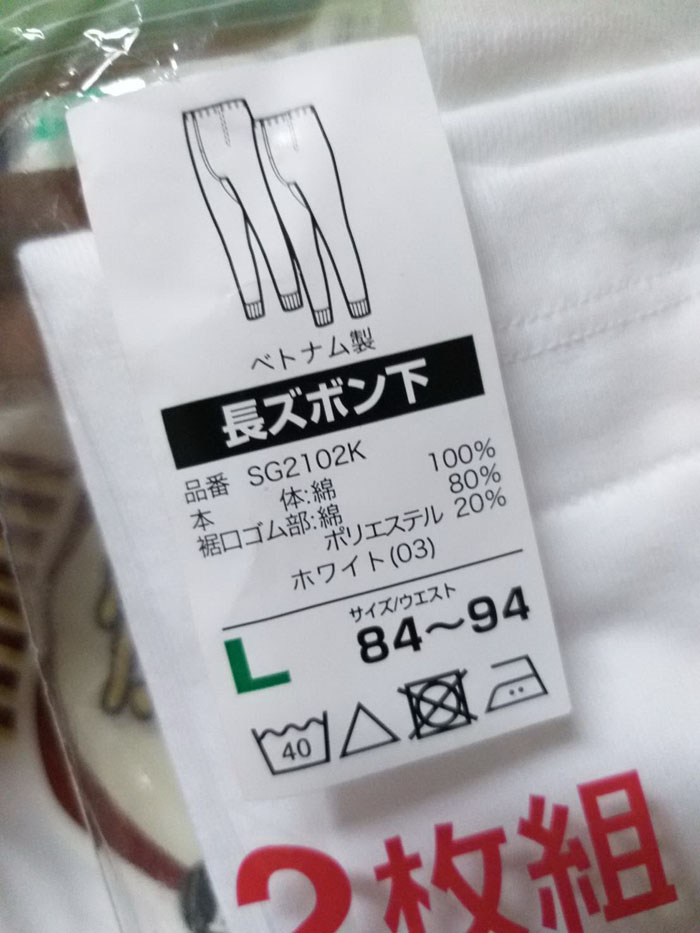 ベトナム製
長ズボン下
品番 SG2102K
本 体:綿 100%
裾口ゴム部:綿 80%
ポリエステル 20%
ホワイト(03)
サイズ/ウエスト
L 84〜94
40
2枚組